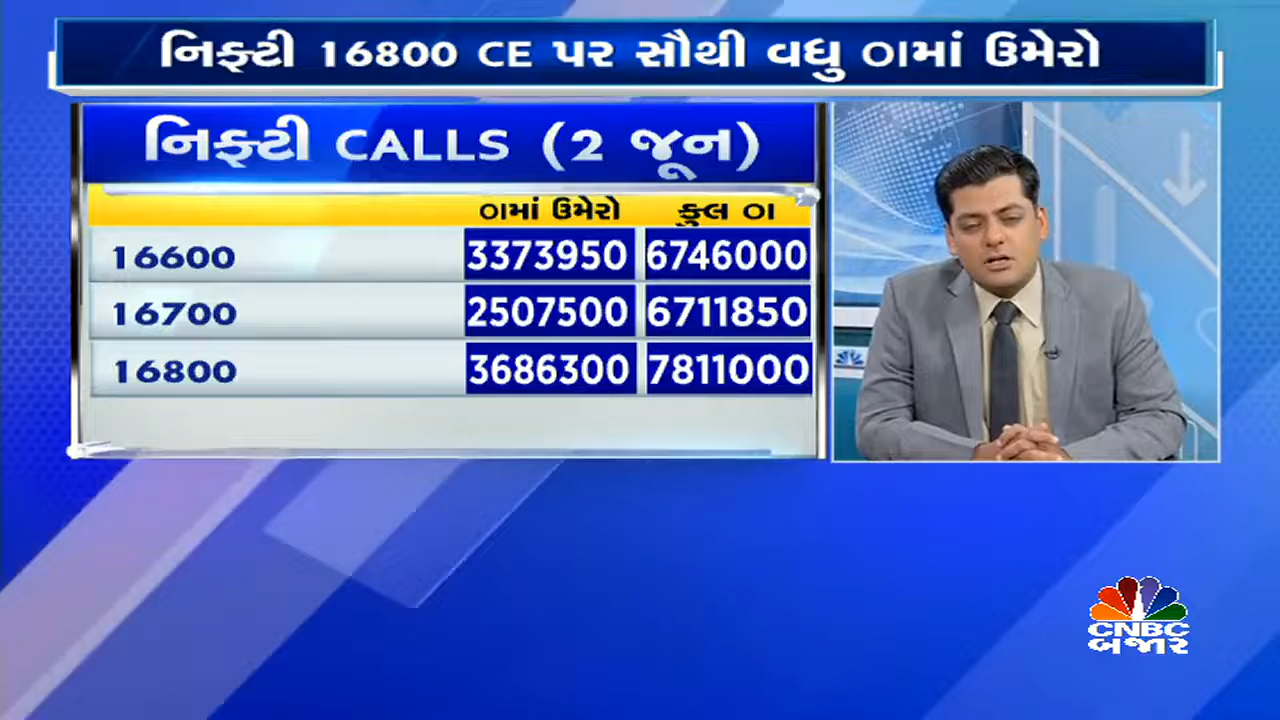 નિફ્ટી 16800 CE પર સૌથી વધુ OIમાં ઉમેરો
નિફ્ટી CALLS (2 જૂન)
OIમાં ઉમેરો કુલ OI
16600 3373950 6746000
16700 2507500 6711850
16800 3686300 7811000
CNBC
બજાર